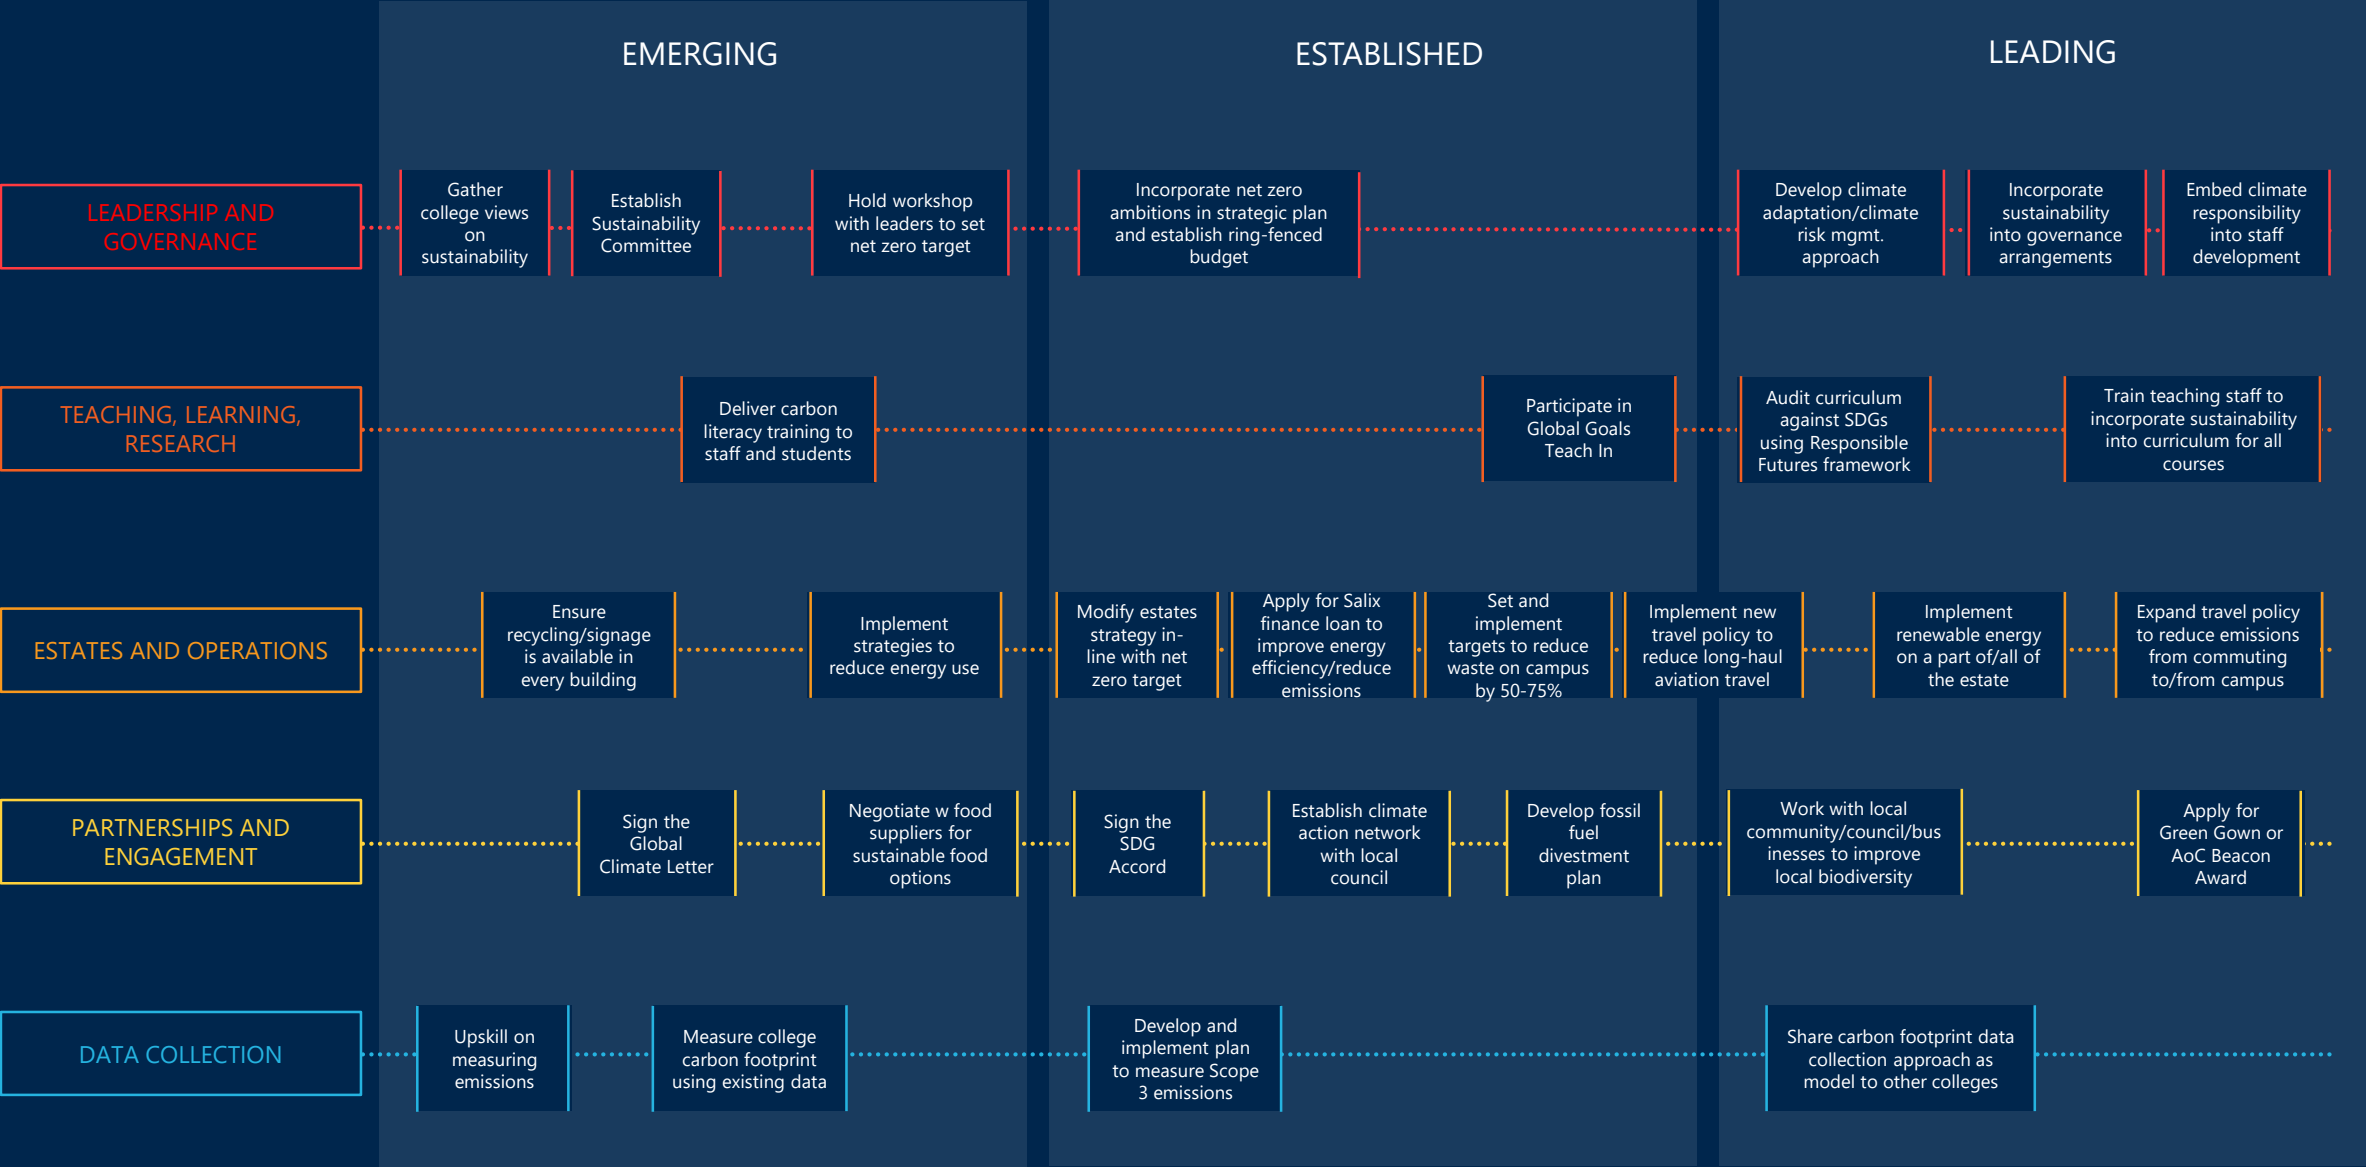 EMERGING
ESTABLISHED
LEADING
LEADERSHIP AND
GOVERNANCE
Gather
college views
on
sustainability
Establish
Sustainability
Committee
Hold workshop
with leaders to set
net zero target
Incorporate net zero
ambitions in strategic plan
and establish ring-fenced
budget
Develop climate
adaptation/climate
risk mgmt.
approach
Incorporate
sustainability
into governance
arrangements
Embed climate
responsibility
into staff
development
TEACHING, LEARNING,
RESEARCH
Deliver carbon
literacy training to
staff and students
Participate in
Global Goals
Teach In
Audit curriculum
against SDGs
using Responsible
Futures framework
Train teaching staff to
incorporate sustainability
into curriculum for all
courses
ESTATES AND OPERATIONS
Ensure
recycling/signage
is available in
every building
Implement
strategies to
reduce energy use
Modify estates
strategy in-
line with net
zero target
Apply for Salix
finance loan to
improve energy
efficiency/reduce
emissions
Set and
implement
targets to reduce
waste on campus
by 50-75%
Implement new
travel policy to
reduce long-haul
aviation travel
Implement
renewable energy
on a part of/all of
the estate
Expand travel policy
to reduce emissions
from commuting
to/from campus
PARTNERSHIPS AND
ENGAGEMENT
Sign the
Global
Climate Letter
Negotiate w food
suppliers for
sustainable food
options
Sign the
SDG
Accord
Establish climate
action network
with local
council
Develop fossil
fuel
divestment
plan
Work with local
community/council/bus
inesses to improve
local biodiversity
Apply for
Green Gown or
AoC Beacon
Award
DATA COLLECTION
Upskill on
measuring
emissions
Measure college
carbon footprint
using existing data
Develop and
implement plan
to measure Scope
3 emissions
Share carbon footprint data
collection approach as
model to other colleges